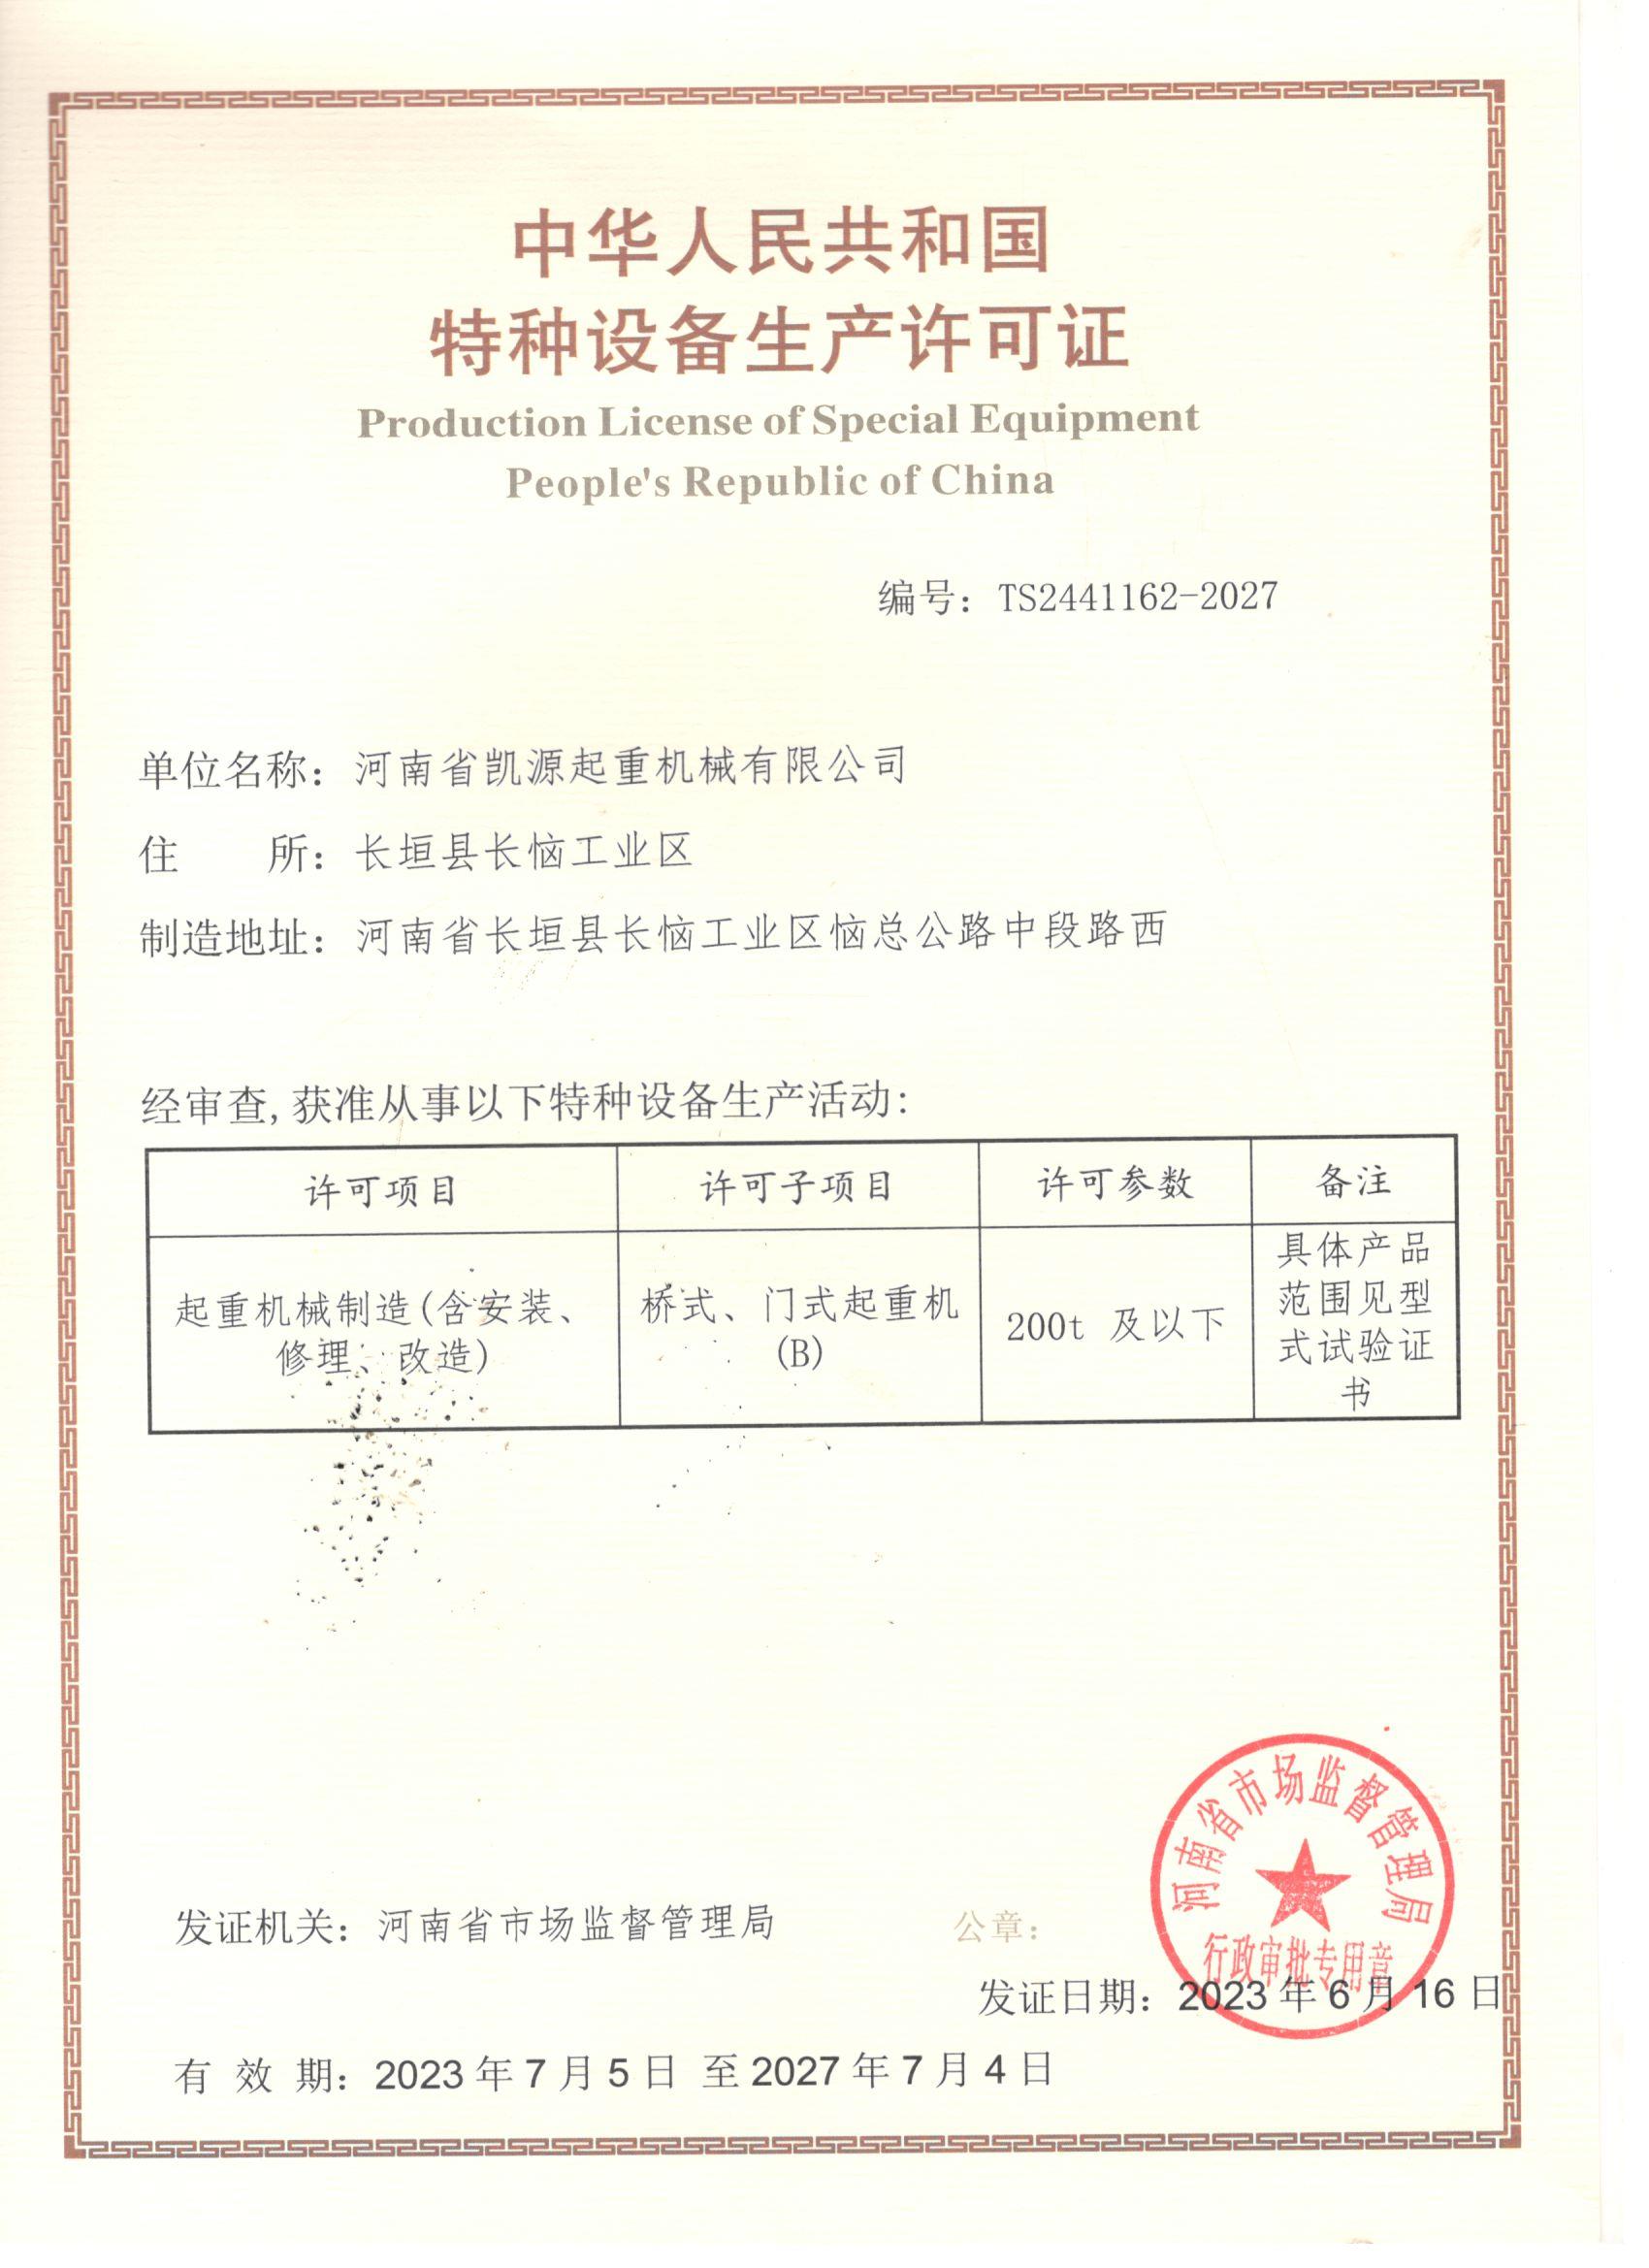 中华人民共和国
特种设备生产许可证
Production License of Special Equipment
People's Republic of China
编号：TS2441162-2027
单位名称：河南省凯源起重机械有限公司
住 所：长垣县长恼工业区
制造地址：河南省长垣县长恼工业区恼总公路中段路西
经审查,获准从事以下特种设备生产活动：
许可项目 许可子项目 许可参数 备注
起重机械制造(含安装、
修理、改造)
桥式、门式起重机
(B)
200t 及以下
具体产品
范围见型
式试验证
书
河南省市场监督管理局
行政审批专用章
发证机关：河南省市场监督管理局
公章：
发证日期：2023年6月16日
有 效 期：2023年7月5日 至2027年7月4日